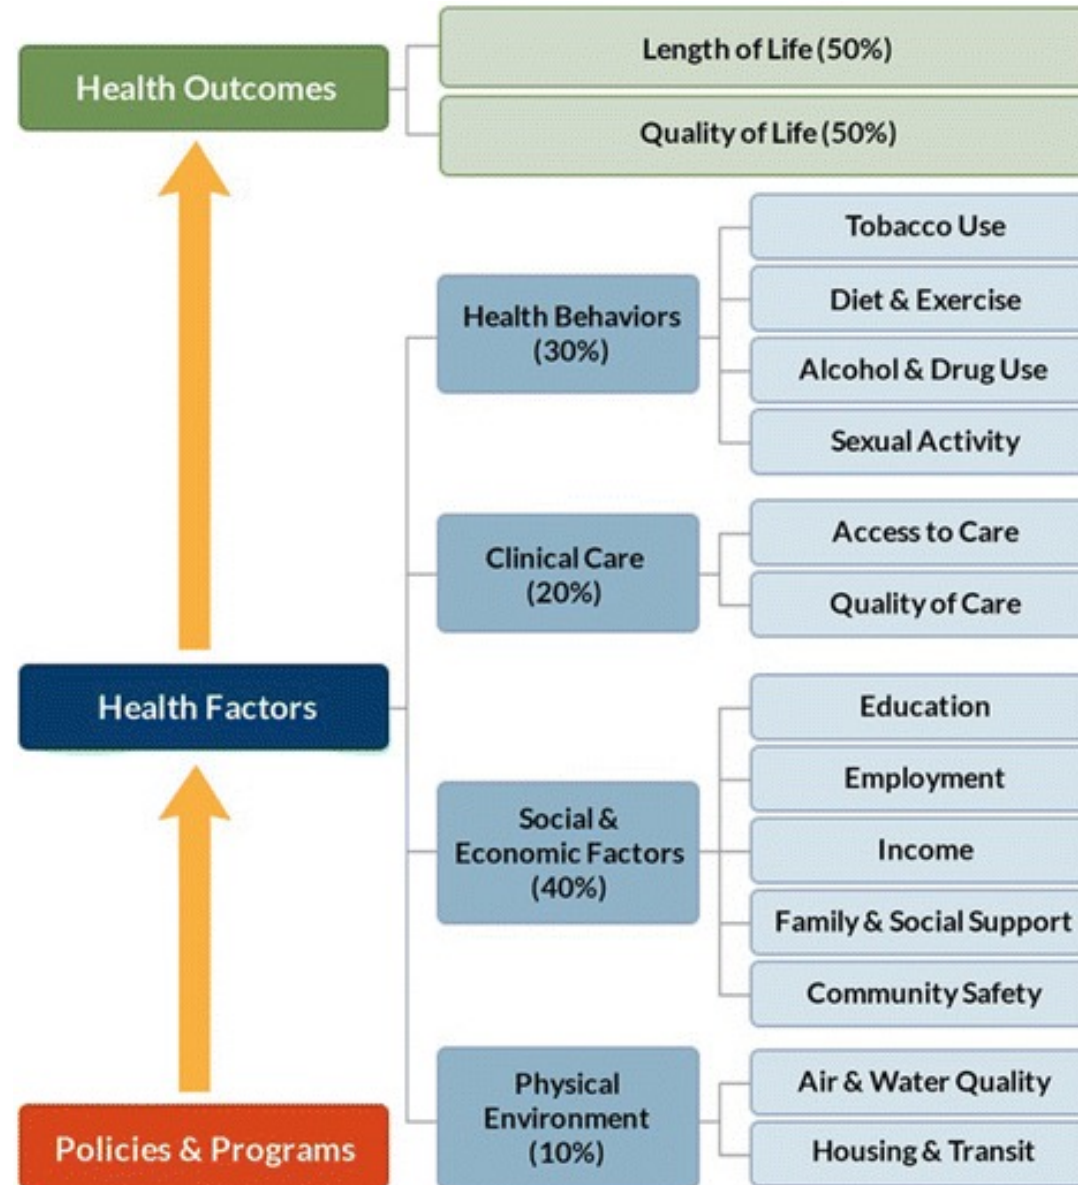 Health Outcomes
Length of Life (50%)
Quality of Life (50%)
Health Factors
Health Behaviors
(30%)
Tobacco Use
Diet & Exercise
Alcohol & Drug Use
Sexual Activity
Clinical Care
(20%)
Access to Care
Quality of Care
Social &
Economic Factors
(40%)
Education
Employment
Income
Family & Social Support
Community Safety
Physical
Environment
(10%)
Air & Water Quality
Housing & Transit
Policies & Programs